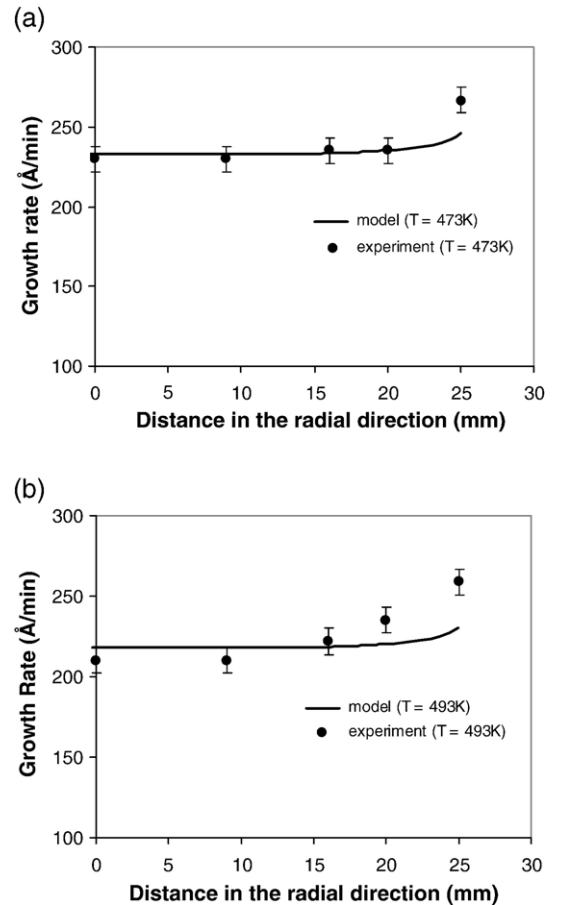 (a)
300
250
200
150
100
Growth rate (Å/min)
model (T = 473K)
experiment (T = 473K)
0 5 10 15 20 25 30
Distance in the radial direction (mm)
(b)
300
250
200
150
100
Growth Rate (Å/min)
model (T = 493K)
experiment (T = 493K)
0 5 10 15 20 25 30
Distance in the radial direction (mm)